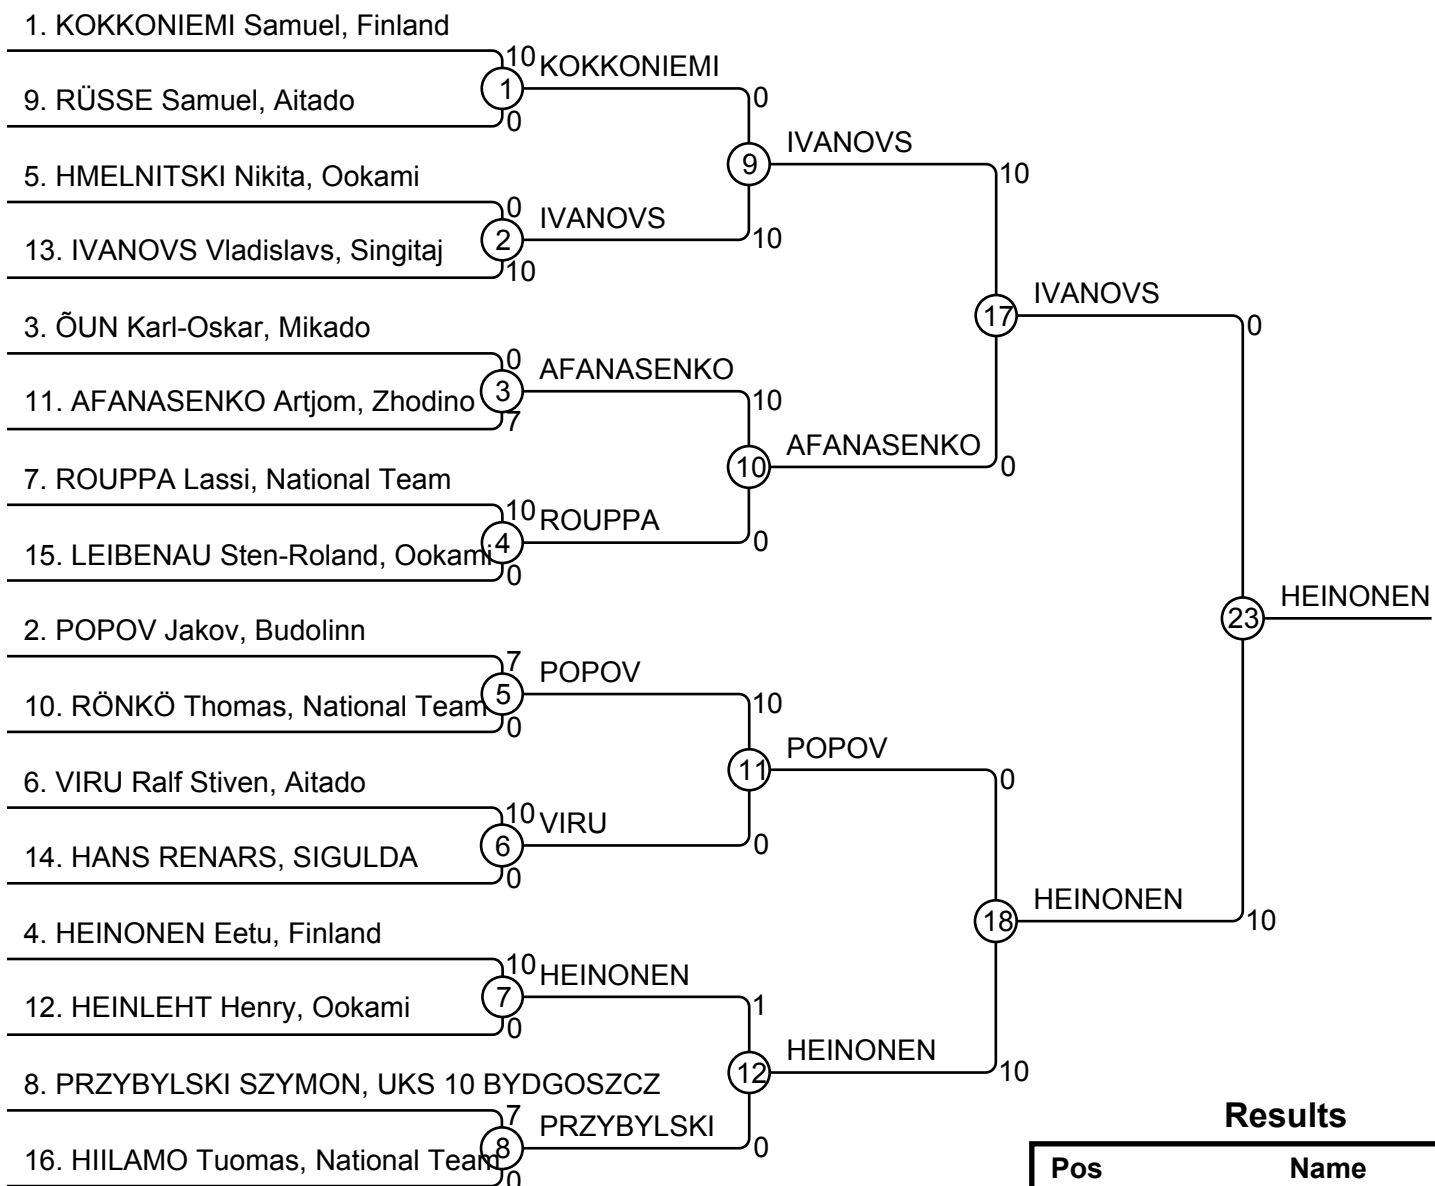 1. KOKKONIEMI Samuel, Finland
10
KOKKONIEMI
1
0
9. RÜSSE Samuel, Aitado
0
IVANOVS
9
10
5. HMELNITSKI Nikita, Ookami
0
IVANOVS
2
10
13. IVANOVS Vladislavs, Singitaj
10
IVANOVS
17
0
3. ÕUN Karl-Oskar, Mikado
0
AFANASENKO
3
10
11. AFANASENKO Artjom, Zhodino
7
AFANASENKO
10
0
7. ROUPPA Lassi, National Team
10
ROUPPA
4
0
15. LEIBENAU Sten-Roland, Ookami
0
HEINONEN
23
2. POPOV Jakov, Budolinn
7
POPOV
5
10
10. RÖNKÖ Thomas, National Team
0
POPOV
11
0
6. VIRU Ralf Stiven, Aitado
10
VIRU
6
0
14. HANS RENARS, SIGULDA
0
HEINONEN
18
10
4. HEINONEN Eetu, Finland
10
HEINONEN
7
1
12. HEINLEHT Henry, Ookami
0
HEINONEN
12
10
8. PRZYBYLSKI SZYMON, UKS 10 BYDGOSZCZ
7
PRZYBYLSKI
8
0
16. HIILAMO Tuomas, National Team
0
Results
Pos Name